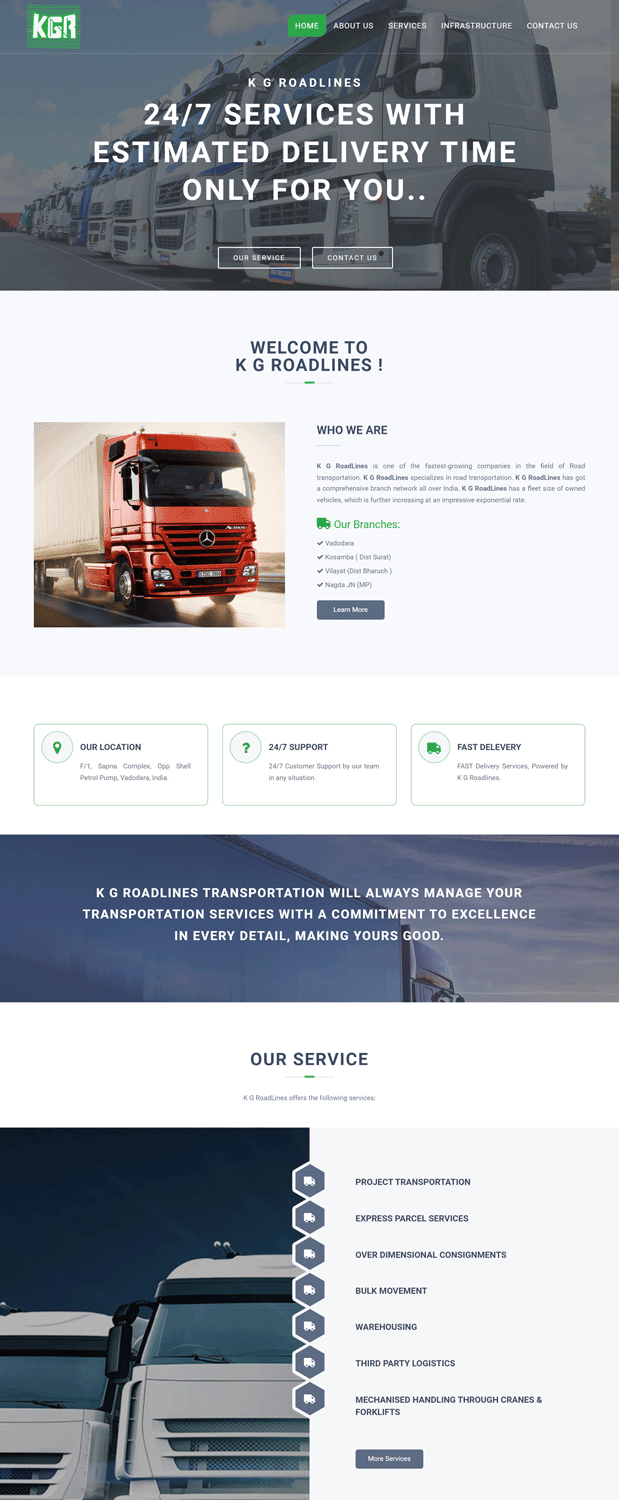 KGR
HOME ABOUT US SERVICES INFRASTRUCTURE CONTACT US
K G ROADLINES
24/7 SERVICES WITH
ESTIMATED DELIVERY TIME
ONLY FOR YOU..
OUR SERVICE CONTACT US
WELCOME TO
K G ROADLINES !
WHO WE ARE
K G RoadLines is one of the fastest-growing companies in the field of Road
transportation. K G RoadLines specializes in road transportation. K G RoadLines has got
a comprehensive branch network all over India. K G RoadLines has a fleet size of owned
vehicles, which is further increasing at an impressive exponential rate.
Our Branches:
Vadodara
Kosamba ( Dist Surat)
Vilayat (Dist Bharuch )
Nagda JN (MP)
Learn More
OUR LOCATION
F/1, Sapna Complex, Opp Shell
Petrol Pump, Vadodara, India.
24/7 SUPPORT
24/7 Customer Support by our team
in any situation.
FAST DELEVERY
FAST Delivery Services, Powered by
K G Roadlines.
K G ROADLINES TRANSPORTATION WILL ALWAYS MANAGE YOUR
TRANSPORTATION SERVICES WITH A COMMITMENT TO EXCELLENCE
IN EVERY DETAIL, MAKING YOURS GOOD.
OUR SERVICE
K G RoadLines offers the following services:
PROJECT TRANSPORTATION
EXPRESS PARCEL SERVICES
OVER DIMENSIONAL CONSIGNMENTS
BULK MOVEMENT
WAREHOUSING
THIRD PARTY LOGISTICS
MECHANISED HANDLING THROUGH CRANES &
FORKLIFTS
More Services